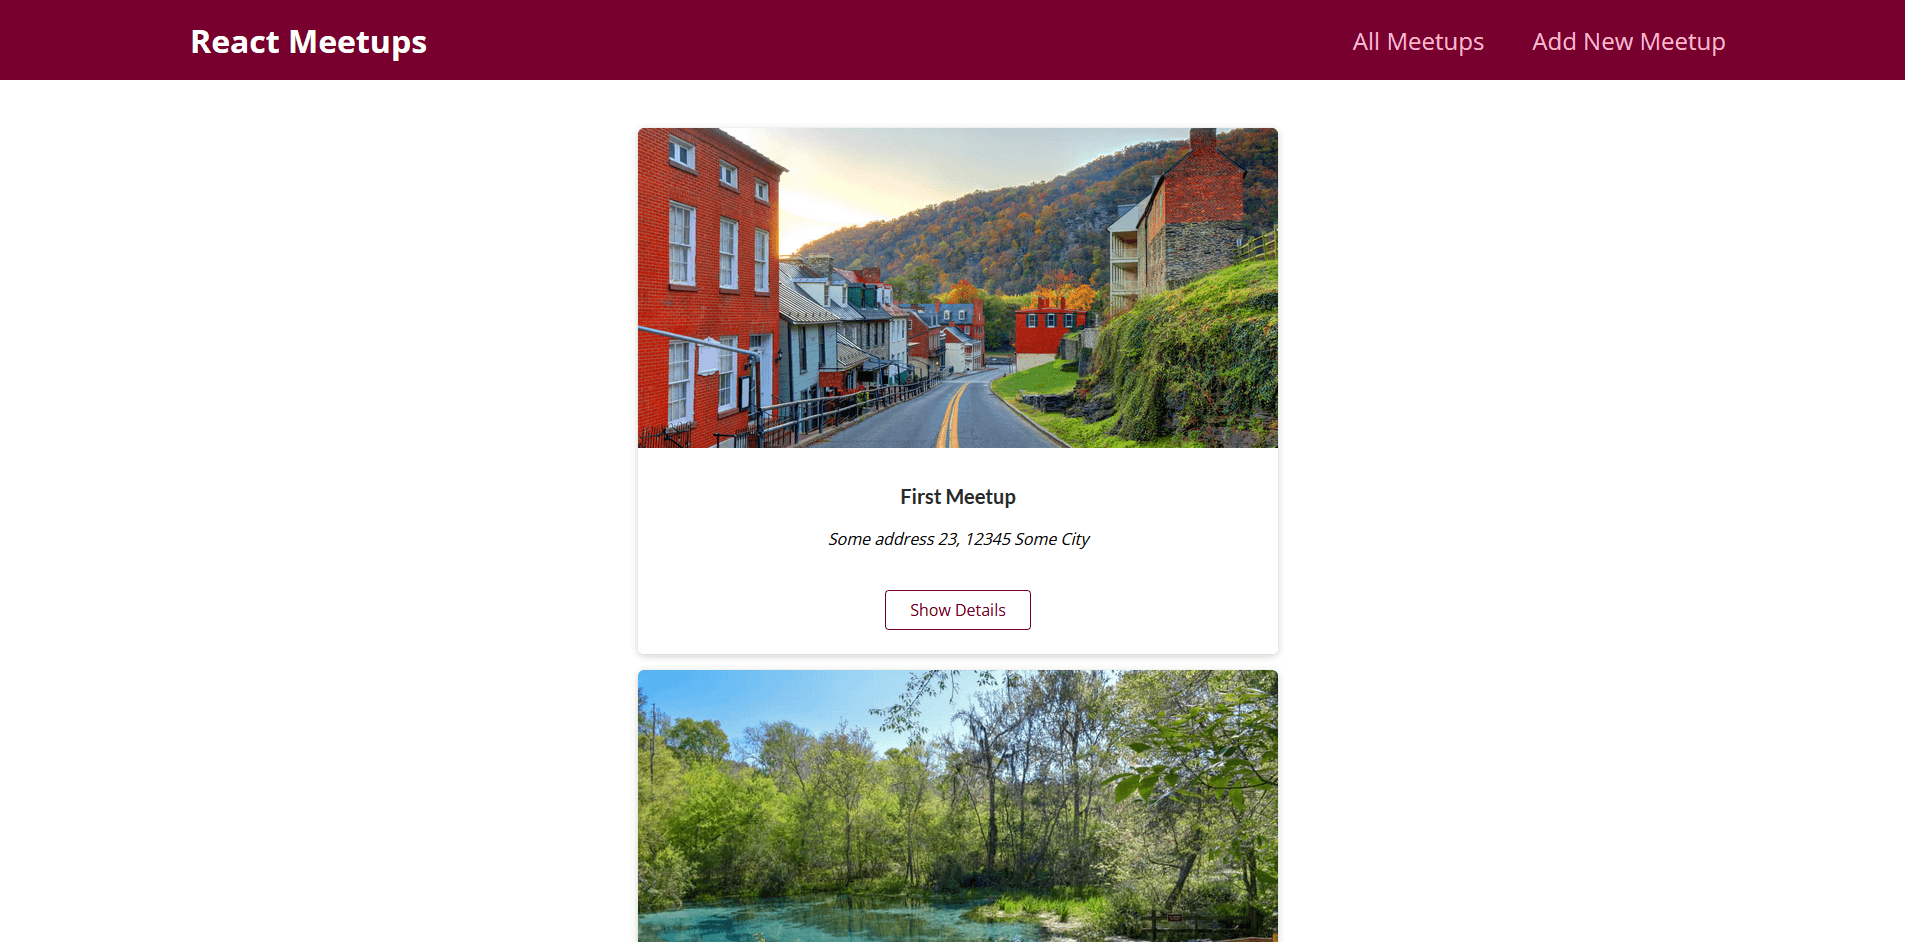 React Meetups
All Meetups
Add New Meetup
First Meetup
Some address 23, 12345 Some City
Show Details